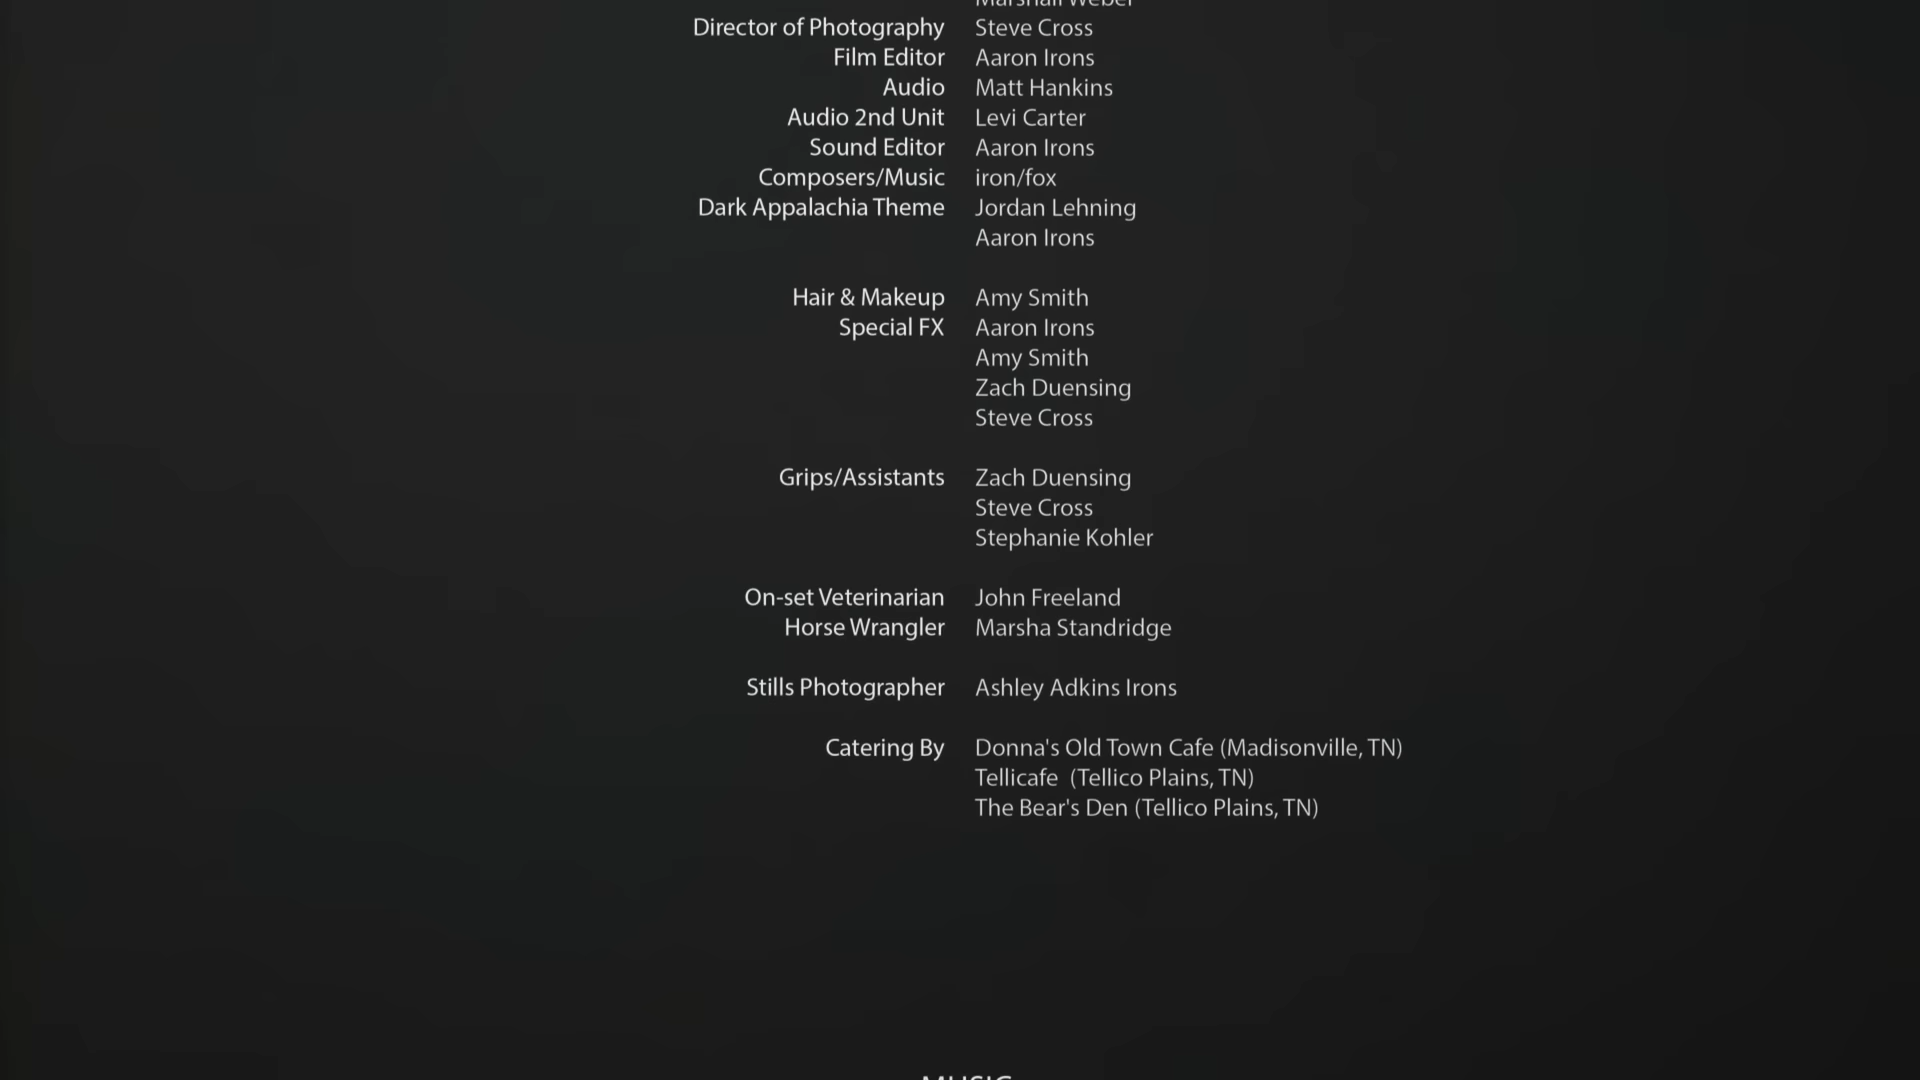 Marshall Weber
Director of Photography Steve Cross
Film Editor Aaron Irons
Audio Matt Hankins
Audio 2nd Unit Levi Carter
Sound Editor Aaron Irons
Composers/Music iron/fox
Dark Appalachia Theme Jordan Lehning
Aaron Irons
Hair & Makeup Amy Smith
Special FX Aaron Irons
Amy Smith
Zach Duensing
Steve Cross
Grips/Assistants Zach Duensing
Steve Cross
Stephanie Kohler
On-set Veterinarian John Freeland
Horse Wrangler Marsha Standridge
Stills Photographer Ashley Adkins Irons
Catering By Donna's Old Town Cafe (Madisonville, TN)
Tellicafe (Tellico Plains, TN)
The Bear's Den (Tellico Plains, TN)
MUSIC